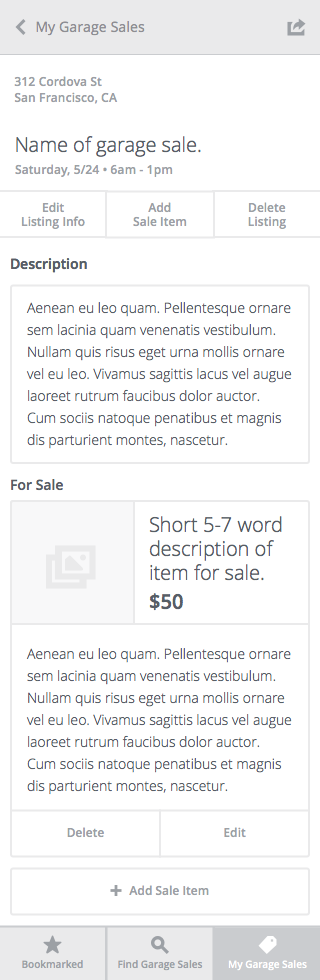 My Garage Sales
312 Cordova St
San Francisco, CA
Name of garage sale.
Saturday, 5/24 • 6am - 1pm
Edit
Listing Info
Add
Sale Item
Delete
Listing
Description
Aenean eu leo quam. Pellentesque ornare
sem lacinia quam venenatis vestibulum.
Nullam quis risus eget urna mollis ornare
vel eu leo. Vivamus sagittis lacus vel augue
laoreet rutrum faucibus dolor auctor.
Cum sociis natoque penatibus et magnis
dis parturient montes, nascetur.
For Sale
Short 5-7 word
description of
item for sale.
$50
Aenean eu leo quam. Pellentesque ornare
sem lacinia quam venenatis vestibulum.
Nullam quis risus eget urna mollis ornare
vel eu leo. Vivamus sagittis lacus vel augue
laoreet rutrum faucibus dolor auctor.
Cum sociis natoque penatibus et magnis
dis parturient montes, nascetur.
Delete
Edit
+ Add Sale Item
Bookmarked
Find Garage Sales
My Garage Sales